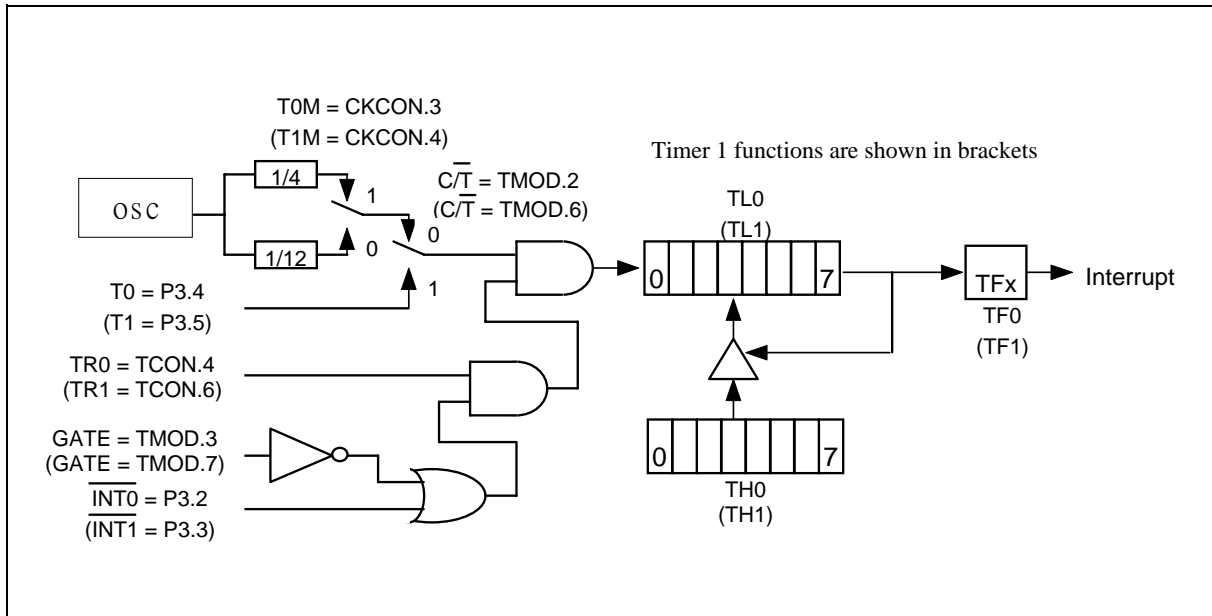 T0M = CKCON.3
(T1M = CKCON.4)
Timer 1 functions are shown in brackets
OSC
1/4
1/12
1
0
C/T̅ = TMOD.2
(C/T̅ = TMOD.6)
0
1
T0 = P3.4
(T1 = P3.5)
TR0 = TCON.4
(TR1 = TCON.6)
GATE = TMOD.3
(GATE = TMOD.7)
I̅N̅T̅0̅ = P3.2
(I̅N̅T̅1̅ = P3.3)
TL0
(TL1)
0 7
TFx
TF0
(TF1)
Interrupt
0 7
TH0
(TH1)